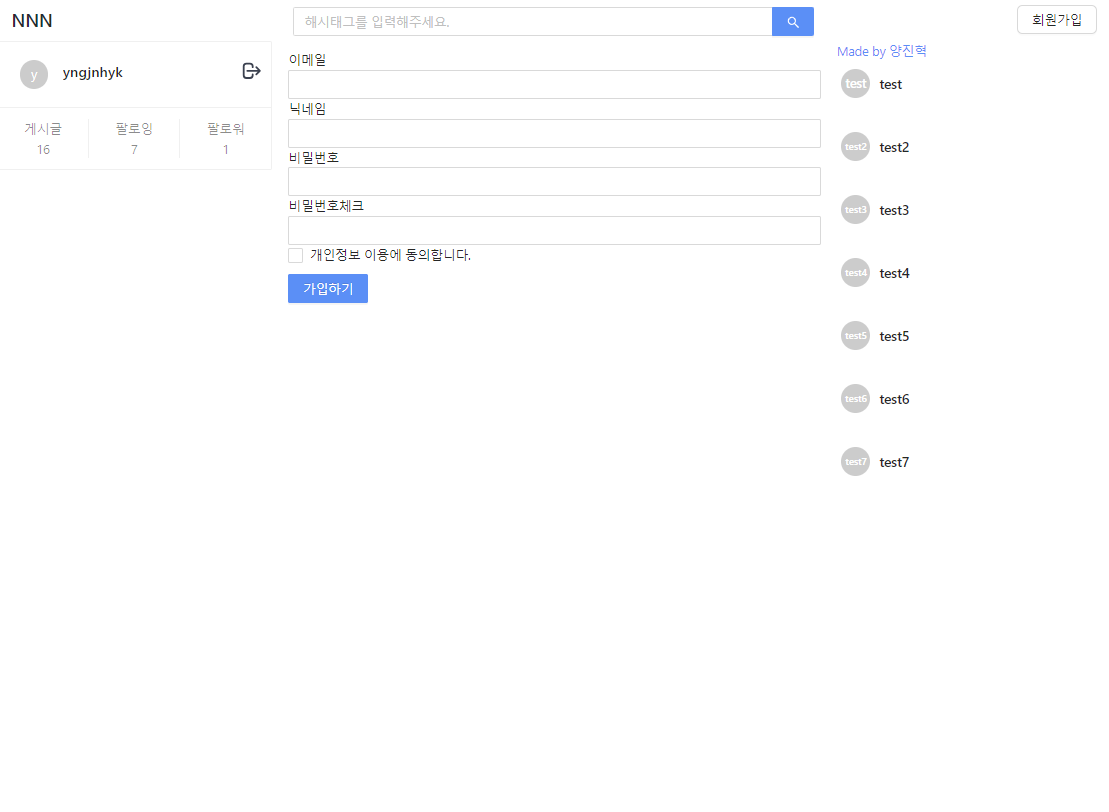 NNN
해시태그를 입력해주세요.
회원가입
y
yngjnhyk
게시글
팔로잉
팔로워
16
7
1
이메일
닉네임
비밀번호
비밀번호체크
개인정보 이용에 동의합니다.
가입하기
Made by 양진혁
test test
test2 test2
test3 test3
test4 test4
test5 test5
test6 test6
test7 test7